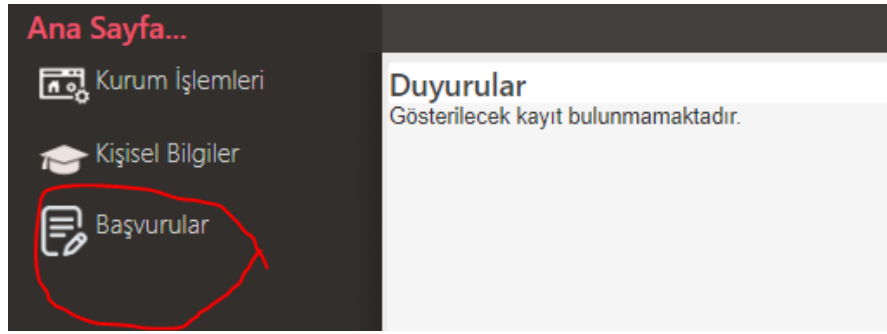 Ana Sayfa...
Kurum İşlemleri
Kişisel Bilgiler
Başvurular
Duyurular
Gösterilecek kayıt bulunmamaktadır.